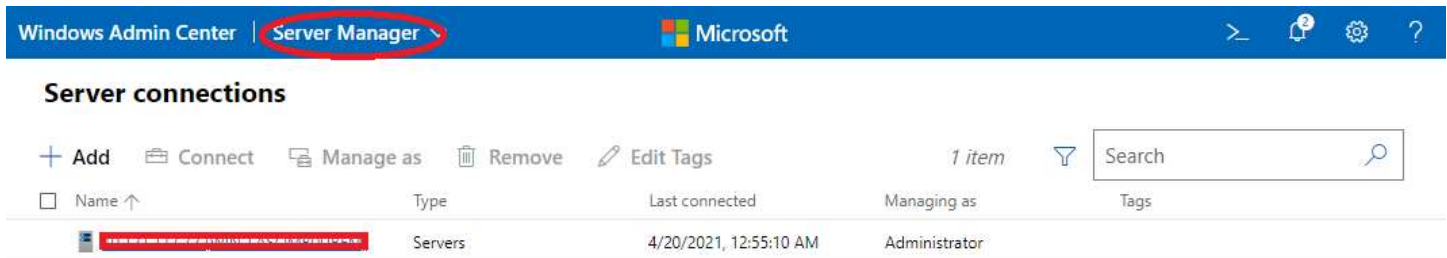 Windows Admin Center | Server Manager Microsoft >_ 2 ?
Server connections
Add Connect Manage as Remove Edit Tags 1 item Search
Name Type Last connected Managing as Tags
Servers 4/20/2021, 12:55:10 AM Administrator